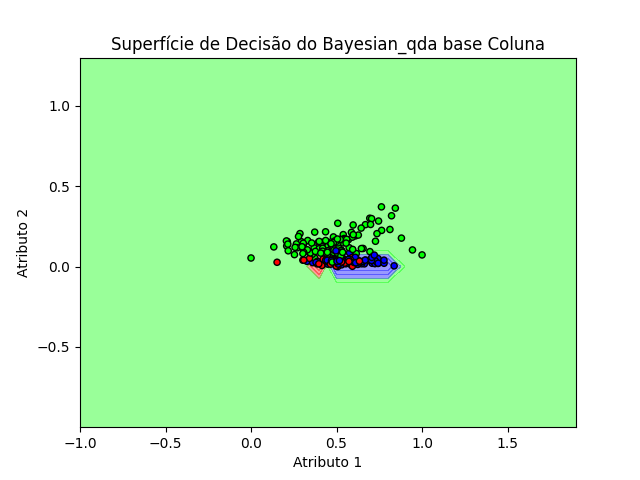 Superfície de Decisão do Bayesian_qda base Coluna
1.0
0.5
0.0
−0.5
Atributo 2
−1.0 −0.5 0.0 0.5 1.0 1.5
Atributo 1